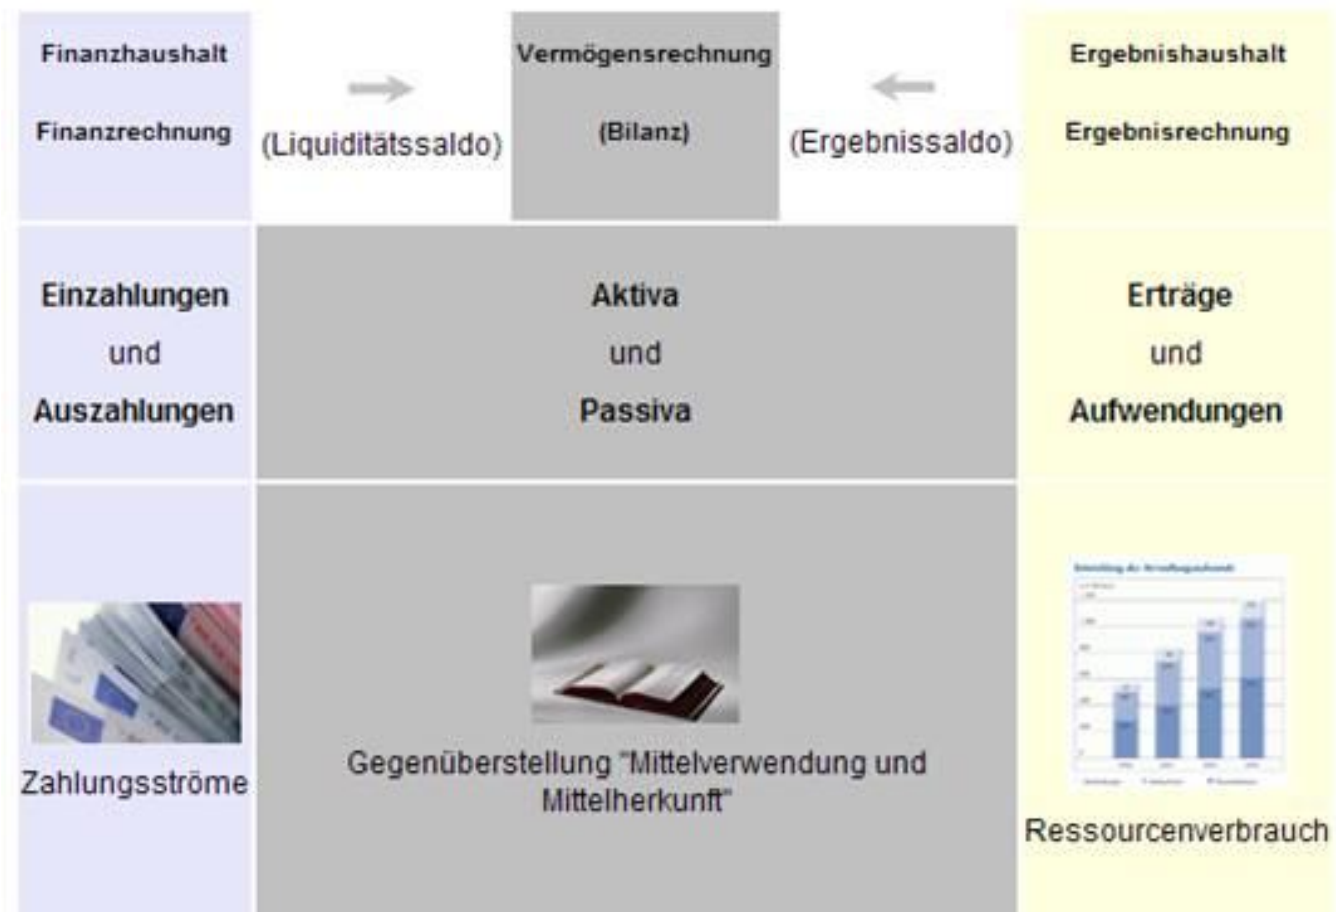 Finanzhaushalt
Finanzrechnung
(Liquiditätssaldo)
Vermögensrechnung
(Bilanz)
(Ergebnissaldo)
Ergebnishaushalt
Ergebnisrechnung
Einzahlungen
und
Auszahlungen
Aktiva
und
Passiva
Erträge
und
Aufwendungen
Zahlungsströme
Gegenüberstellung "Mittelverwendung und
Mittelherkunft"
Ressourcenverbrauch